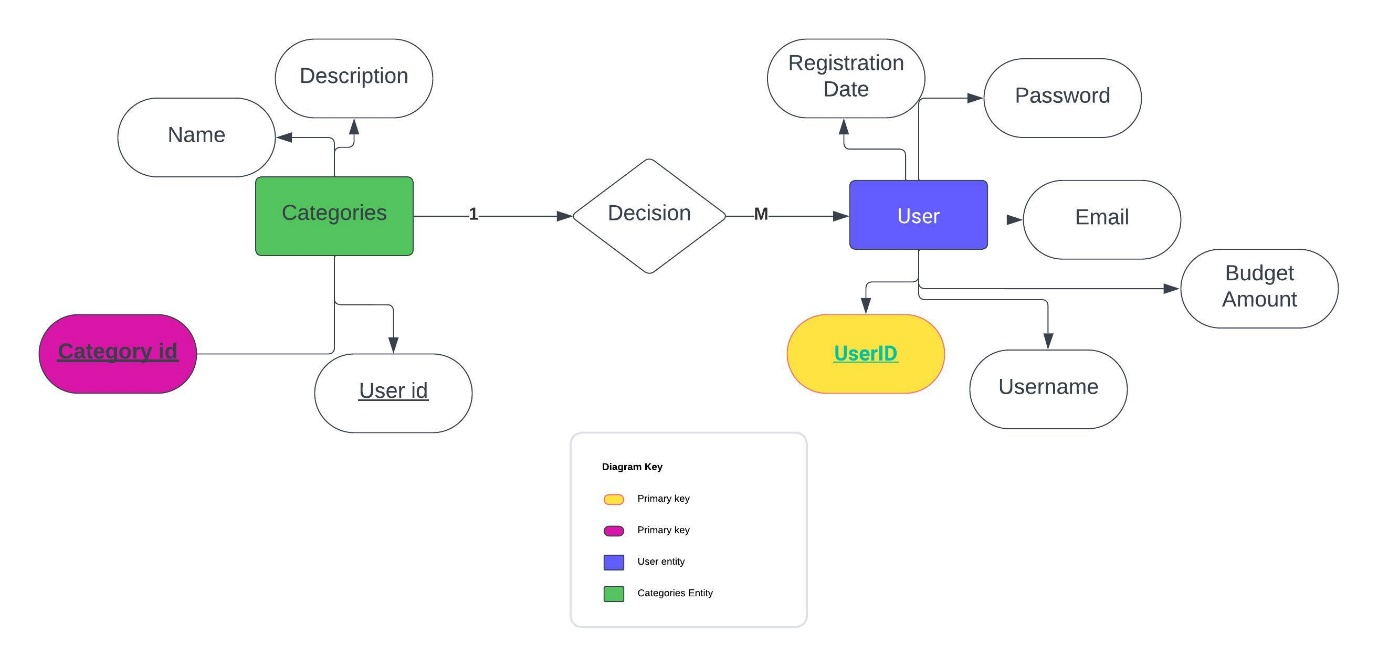 Description
Registration
Date
Password
Name
Categories
1
Decision
M
User
Email
Budget
Amount
Category id
User id
UserID
Username
Diagram Key
Primary key
Primary key
User entity
Categories Entity